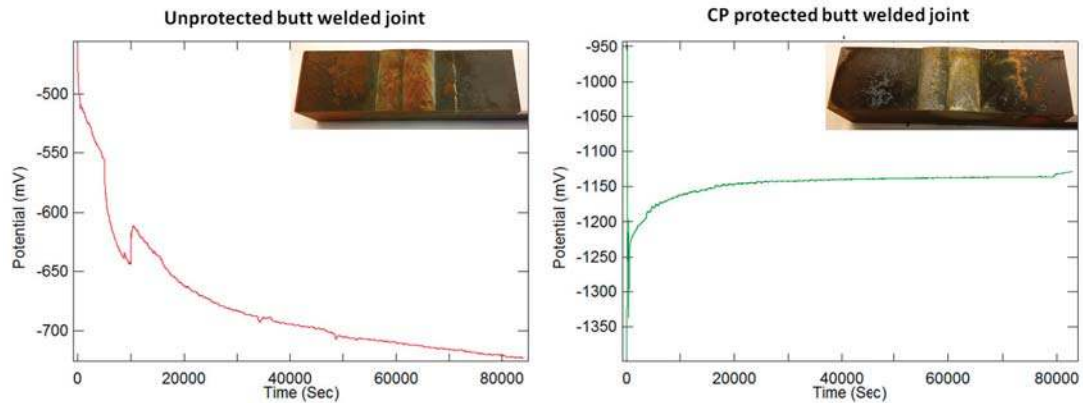 Unprotected butt welded joint
-500
-550
-600
-650
-700
Potential (mV)
0 20000 40000 60000 80000
Time (Sec)
CP protected butt welded joint
-950
-1000
-1050
-1100
-1150
-1200
-1250
-1300
-1350
Potential (mV)
0 20000 40000 60000 80000
Time (Sec)